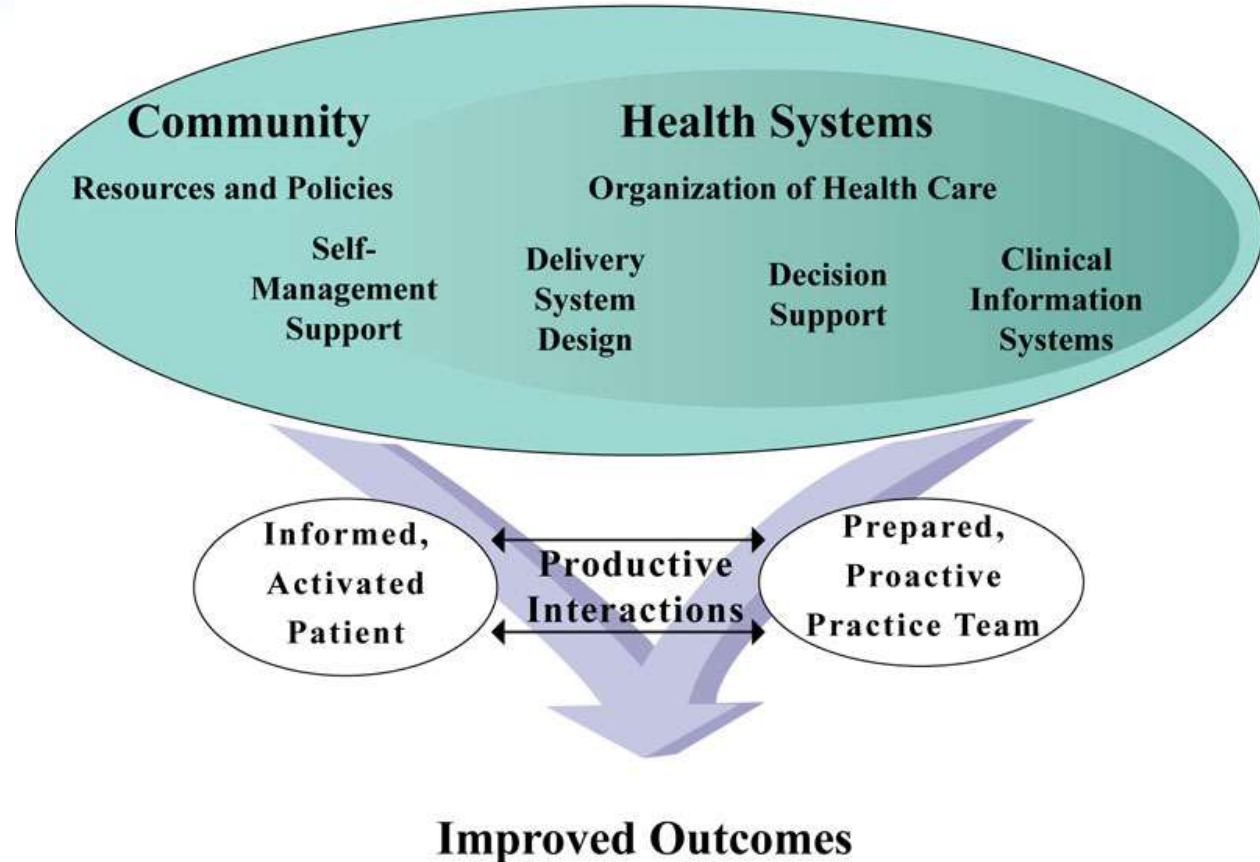 Community
Health Systems
Resources and Policies
Organization of Health Care
Self-
Management
Support
Delivery
System
Design
Decision
Support
Clinical
Information
Systems
Informed,
Activated
Patient
Productive
Interactions
Prepared,
Proactive
Practice Team
Improved Outcomes